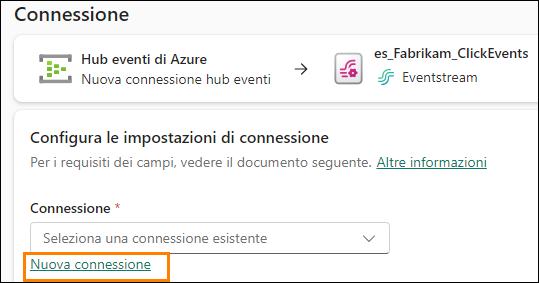 Connessione
Hub eventi di Azure
Nuova connessione hub eventi
es_Fabrikam_ClickEvents
Eventstream
Configura le impostazioni di connessione
Per i requisiti dei campi, vedere il documento seguente. Altre informazioni
Connessione *
Seleziona una connessione esistente
Nuova connessione